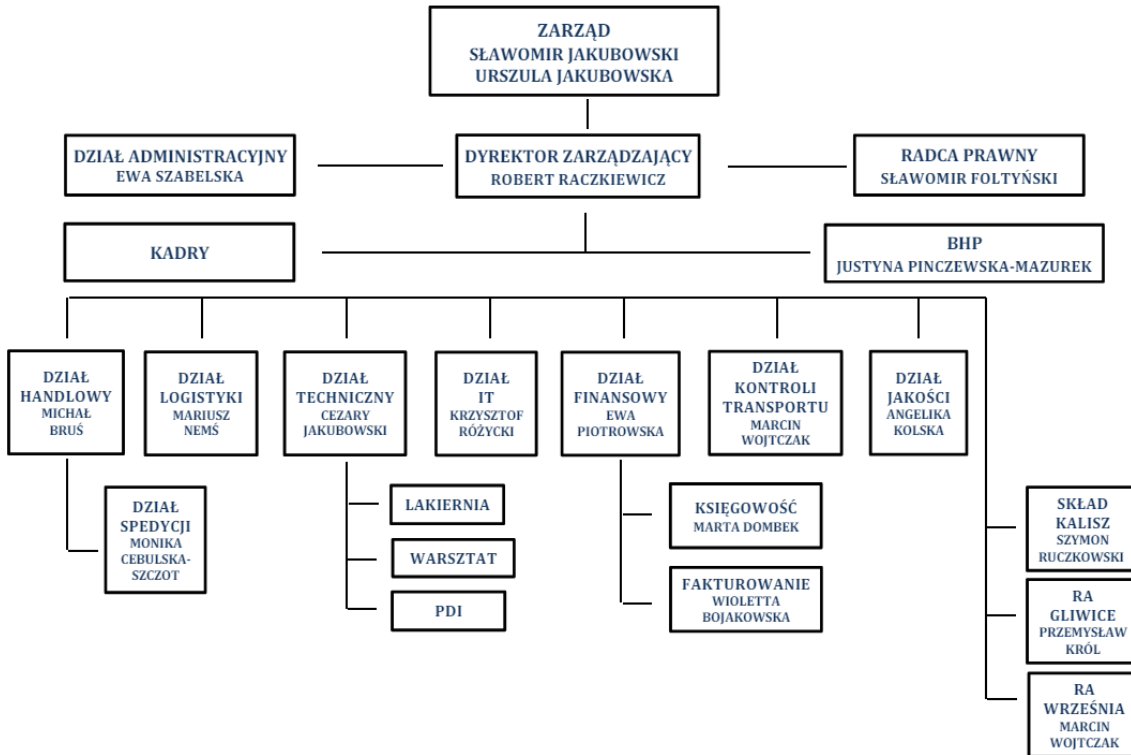 ZARZĄD
SŁAWOMIR JAKUBOWSKI
URSZULA JAKUBOWSKA
DZIAŁ ADMINISTRACYJNY
EWA SZABELSKA
DYREKTOR ZARZĄDZAJĄCY
ROBERT RACZKIEWICZ
RADCA PRAWNY
SŁAWOMIR FOLTYŃSKI
KADRY
BHP
JUSTYNA PINCZEWSKA-MAZUREK
DZIAŁ
HANDLOWY
MICHAŁ
BRUŚ
DZIAŁ
LOGISTYKI
MARIUSZ
NEMŚ
DZIAŁ
TECHNICZNY
CEZARY
JAKUBOWSKI
DZIAŁ
IT
KRZYSZTOF
RÓŻYCKI
DZIAŁ
FINANSOWY
EWA
PIOTROWSKA
DZIAŁ
KONTROLI
TRANSPORTU
MARCIN
WOJTCZAK
DZIAŁ
JAKOŚCI
ANGELIKA
KOLSKA
DZIAŁ
SPEDYCJI
MONIKA
CEBULSKA-
SZCZOT
LAKIERNIA
WARSZTAT
PDI
KSIĘGOWOŚĆ
MARTA DOMBEK
FAKTUROWANIE
WIOLETTA
BOJAKOWSKA
SKŁAD
KALISZ
SZYMON
RUCZKOWSKI
RA
GLIWICE
PRZEMYSŁAW
KRÓL
RA
WRZEŚNIA
MARCIN
WOJTCZAK